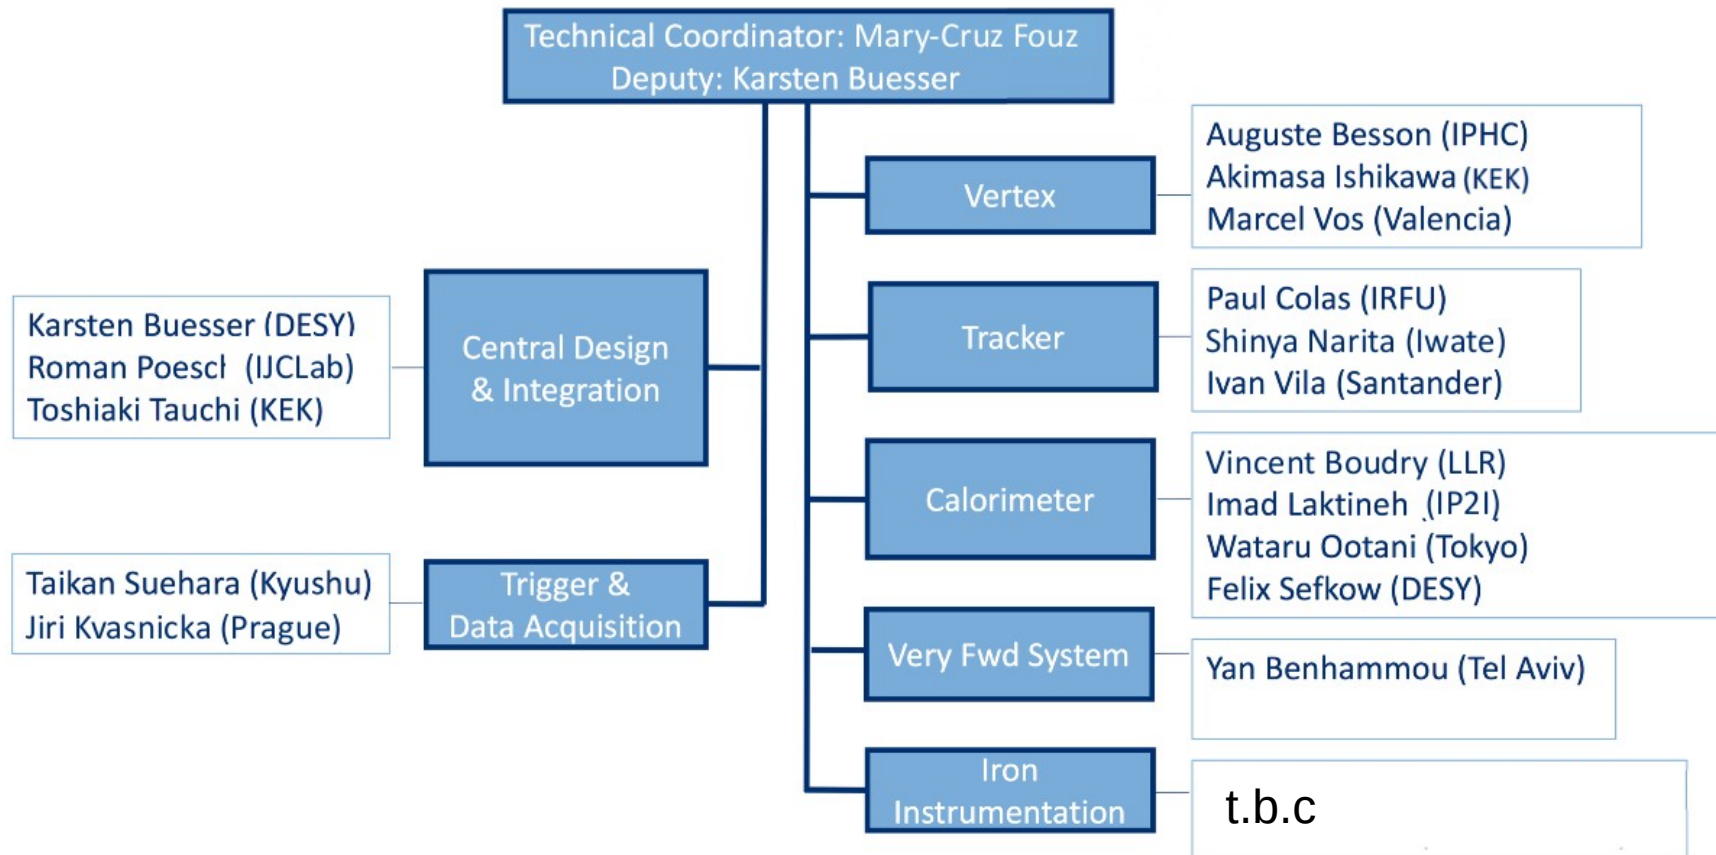 Technical Coordinator: Mary-Cruz Fouz
Deputy: Karsten Buesser
Vertex
Auguste Besson (IPHC)
Akimasa Ishikawa (KEK)
Marcel Vos (Valencia)
Central Design
& Integration
Karsten Buesser (DESY)
Roman Poescl (IJCLab)
Toshiaki Tauchi (KEK)
Tracker
Paul Colas (IRFU)
Shinya Narita (Iwate)
Ivan Vila (Santander)
Calorimeter
Vincent Boudry (LLR)
Imad Laktineh (IP2I)
Wataru Ootani (Tokyo)
Felix Sefkow (DESY)
Trigger &
Data Acquisition
Taikan Suehara (Kyushu)
Jiri Kvasnicka (Prague)
Very Fwd System
Yan Benhammou (Tel Aviv)
Iron
Instrumentation
t.b.c